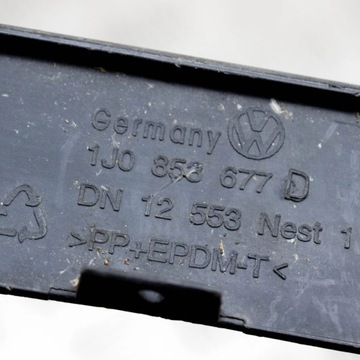 Germany
1J0 853 677 D
DN 12 553 Nest 1
>PP+EPDM-T<